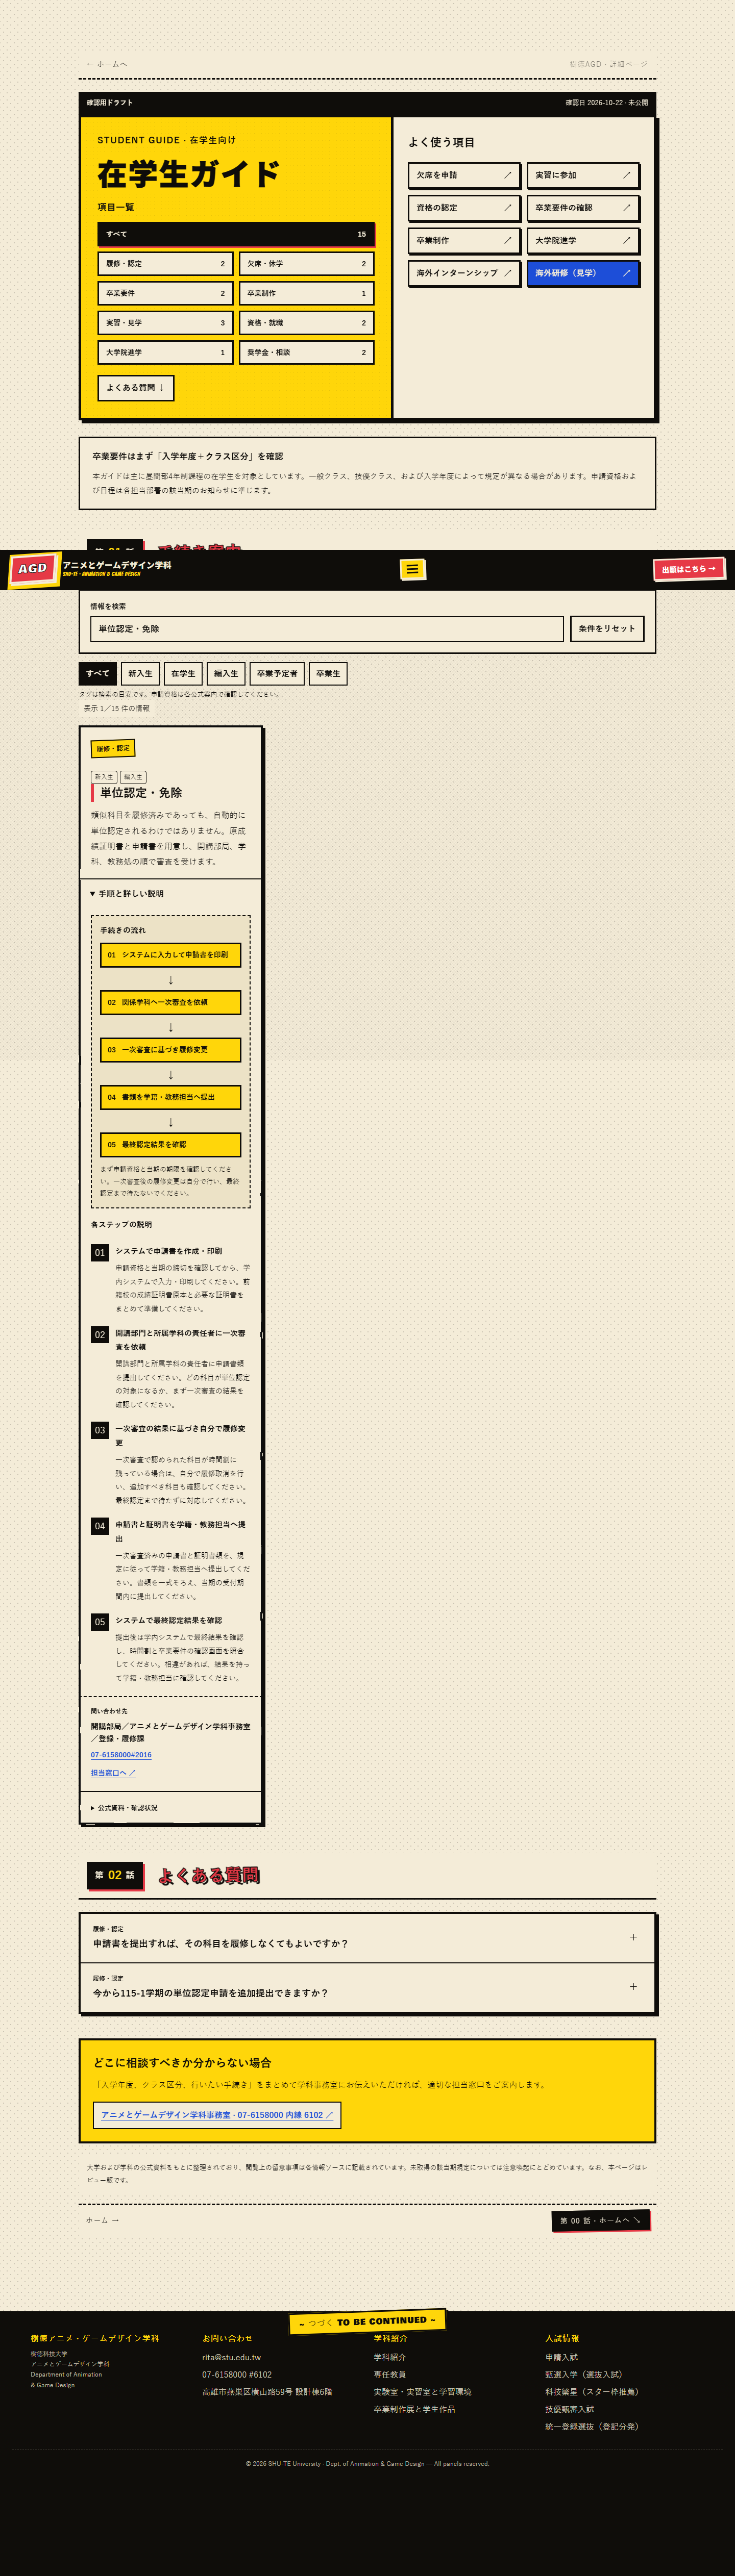 ← ホームへ
樹徳AGD · 詳細ページ
確認用ドラフト
確認日 2026-10-22 · 未公開
STUDENT GUIDE · 在学生向け
在学生ガイド
項目一覧
すべて 15
履修・認定 2
欠席・休学 2
卒業要件 2
卒業制作 1
実習・見学 3
資格・就職 2
大学院進学 1
奨学金・相談 2
よくある質問 ↓
よく使う項目
欠席を申請 ↗
実習に参加 ↗
資格の認定 ↗
卒業要件の確認 ↗
卒業制作 ↗
大学院進学 ↗
海外インターンシップ ↗
海外研修（見学） ↗
卒業要件はまず「入学年度＋クラス区分」を確認
本ガイドは主に昼間部4年制課程の在学生を対象としています。一般クラス、技優クラス、および入学年度によって規定が異なる場合があります。申請資格およ
び日程は各担当部署の該当期のお知らせに準じます。
AGD
アニメとゲームデザイン学科
SHU-TE · ANIMATION & GAME DESIGN
出願はこちら →
情報を検索
単位認定・免除
条件をリセット
すべて
新入生
在学生
編入生
卒業予定者
卒業生
タグは検索の目安です。申請資格は各公式案内で確認してください。
表示 1／15 件の情報
履修・認定
新入生
編入生
単位認定・免除
類似科目を履修済みであっても、自動的に
単位認定されるわけではありません。原成
績証明書と申請書を用意し、開講部局、学
科、教務処の順で審査を受けます。
▼ 手順と詳しい説明
手続きの流れ
01 システムに入力して申請書を印刷
↓
02 関係学科へ一次審査を依頼
↓
03 一次審査に基づき履修変更
↓
04 書類を学籍・教務担当へ提出
↓
05 最終認定結果を確認
まず申請資格と当期の期限を確認してくださ
い。一次審査後の履修変更は自分で行い、最終
認定まで待たないでください。
各ステップの説明
01
システムで申請書を作成・印刷
申請資格と当期の締切を確認してから、学
内システムで入力・印刷してください。前
籍校の成績証明書原本と必要な証明書を
まとめて準備してください。
02
開講部門と所属学科の責任者に一次審
査を依頼
開講部門と所属学科の責任者に申請書類
を提出してください。どの科目が単位認定
の対象になるか、まず一次審査の結果を
確認してください。
03
一次審査の結果に基づき自分で履修変
更
一次審査で認められた科目が時間割に
残っている場合は、自分で履修取消を行
い、追加すべき科目も確認してください。
最終認定まで待たずに対応してください。
04
申請書と証明書を学籍・教務担当へ提
出
一次審査済みの申請書と証明書類を、規
定に従って学籍・教務担当へ提出してくだ
さい。書類を一式そろえ、当期の受付期
間内に提出してください。
05
システムで最終認定結果を確認
提出後は学内システムで最終結果を確認
し、時間割と卒業要件の確認画面を照合
してください。相違があれば、結果を持っ
て学籍・教務担当に確認してください。
問い合わせ先
開講部局／アニメとゲームデザイン学科事務室
／登録・履修課
07-6158000#2016
担当窓口へ ↗
▶ 公式資料・確認状況
第 02 話
よくある質問
履修・認定
申請書を提出すれば、その科目を履修しなくてもよいですか？
＋
履修・認定
今から115-1学期の単位認定申請を追加提出できますか？
＋
どこに相談すべきか分からない場合
「入学年度、クラス区分、行いたい手続き」をまとめて学科事務室にお伝えいただければ、適切な担当窓口をご案内します。
アニメとゲームデザイン学科事務室 · 07-6158000 内線 6102 ↗
大学および学科の公式資料をもとに整理されており、閲覧上の留意事項は各情報ソースに記載されています。未取得の該当期規定については注意喚起にとどめています。なお、本ページはレ
ビュー版です。
ホーム →
第 00 話 · ホームへ ↘
~ つづく TO BE CONTINUED ~
樹徳アニメ・ゲームデザイン学科
樹徳科技大学
アニメとゲームデザイン学科
Department of Animation
& Game Design
お問い合わせ
rita@stu.edu.tw
07-6158000 #6102
高雄市燕巣区横山路59号 設計棟6階
学科紹介
学科紹介
専任教員
実験室・実習室と学習環境
卒業制作展と学生作品
入試情報
申請入試
甄選入学（選抜入試）
科技繁星（スター枠推薦）
技優甄審入試
統一登録選抜（登記分発）
© 2026 SHU-TE University · Dept. of Animation & Game Design — All panels reserved.